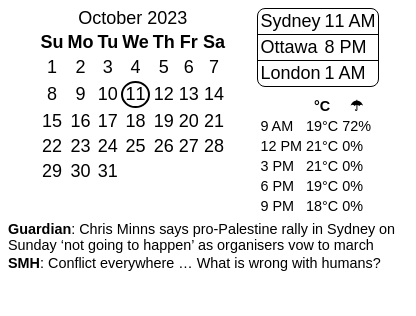 October 2023
Su Mo Tu We Th Fr Sa
1 2 3 4 5 6 7
8 9 10 11 12 13 14
15 16 17 18 19 20 21
22 23 24 25 26 27 28
29 30 31
Sydney 11 AM
Ottawa 8 PM
London 1 AM
°C ☂
9 AM 19°C 72%
12 PM 21°C 0%
3 PM 21°C 0%
6 PM 19°C 0%
9 PM 18°C 0%
Guardian: Chris Minns says pro-Palestine rally in Sydney on
Sunday ‘not going to happen’ as organisers vow to march
SMH: Conflict everywhere … What is wrong with humans?